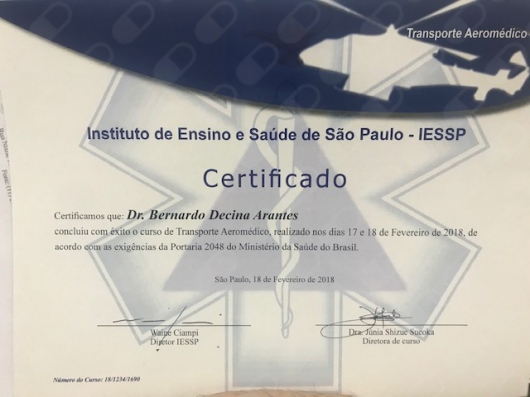 Transporte Aeromédico
Instituto de Ensino e Saúde de São Paulo - IESSP
Certificado
Certificamos que: Dr. Bernardo Decina Arantes
concluiu com êxito o curso de Transporte Aeromédico, realizado nos dias 17 e 18 de Fevereiro de 2018, de
acordo com as exigências da Portaria 2048 do Ministério da Saúde do Brasil.
São Paulo, 18 de Fevereiro de 2018
Ciampi
Diretor IESSP
Dra. Júnia Shizue Sueoka
Diretora de curso
Número do Curso: 18/1234/1690